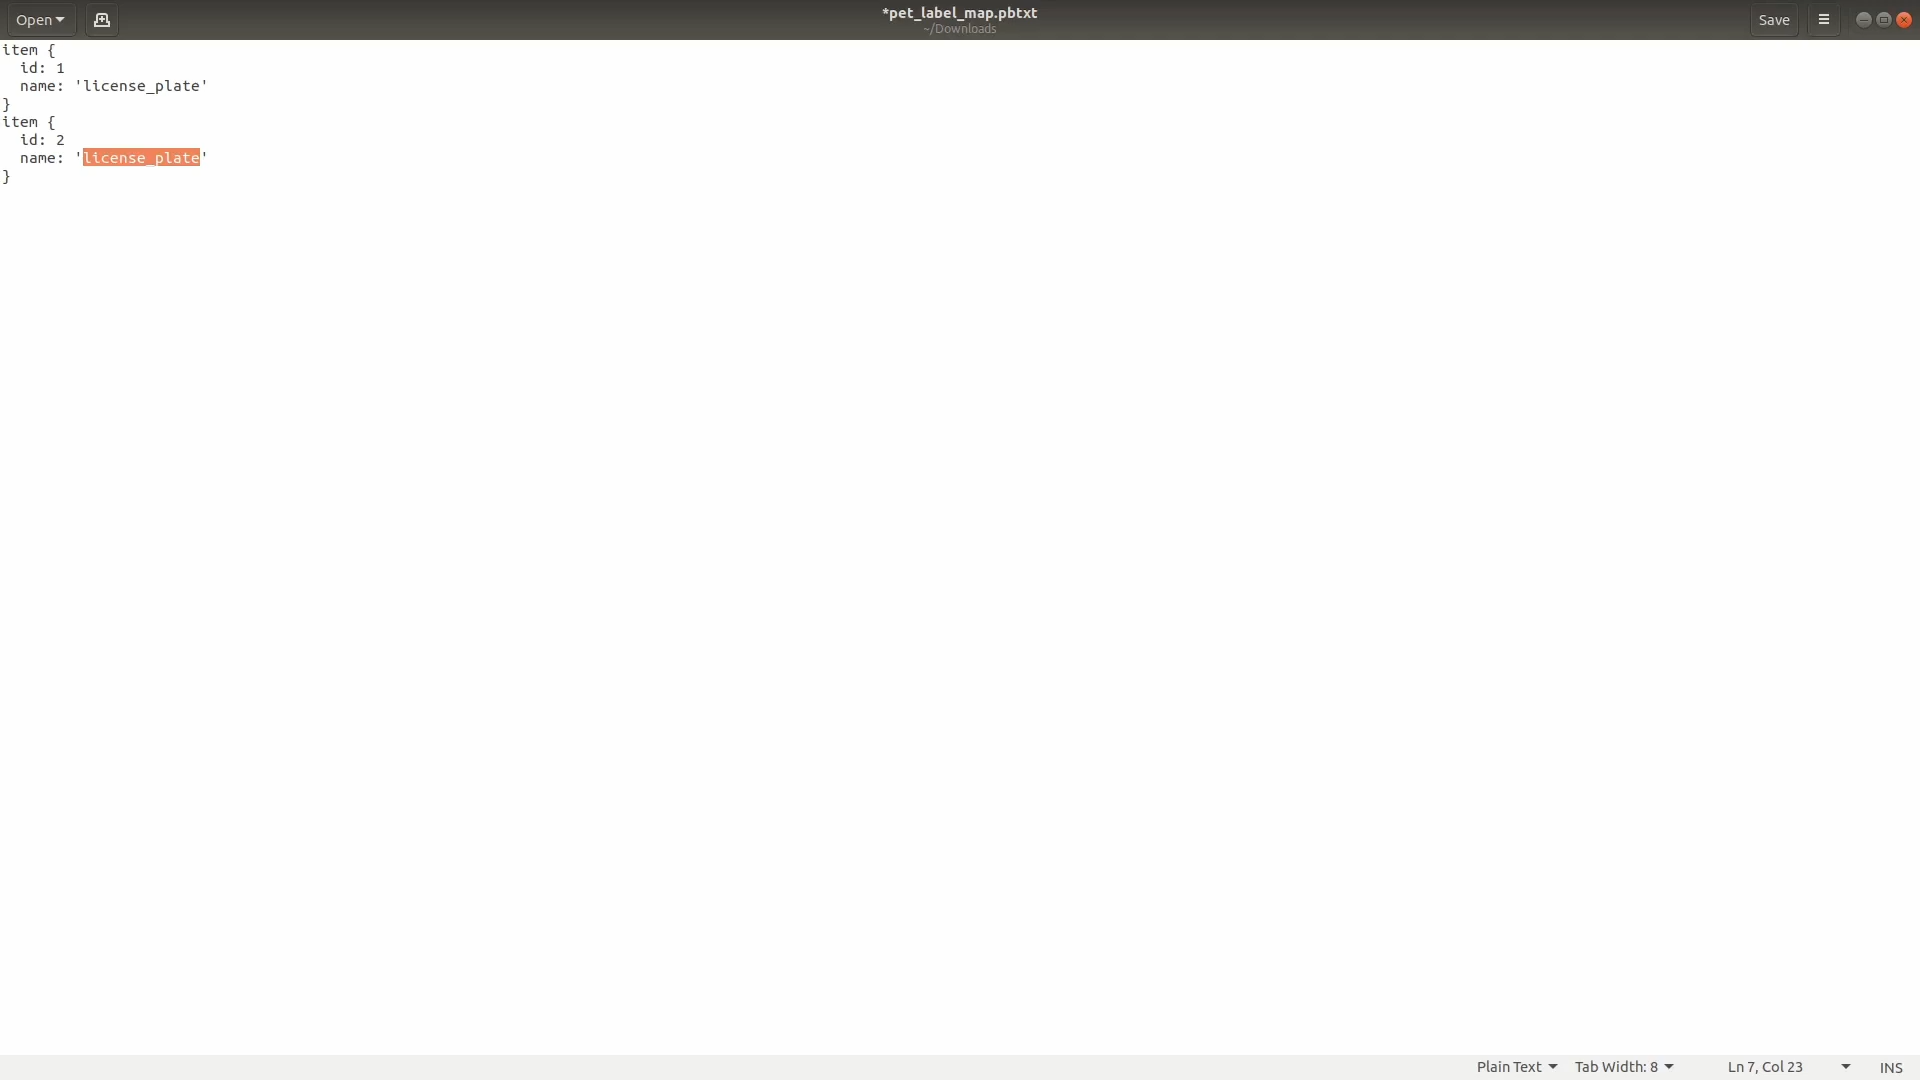 Open
*pet_label_map.pbtxt
~/Downloads
Save
item {
  id: 1
  name: 'license_plate'
}
item {
  id: 2
  name: 'license_plate'
}
Plain Text Tab Width: 8 Ln 7, Col 23 INS